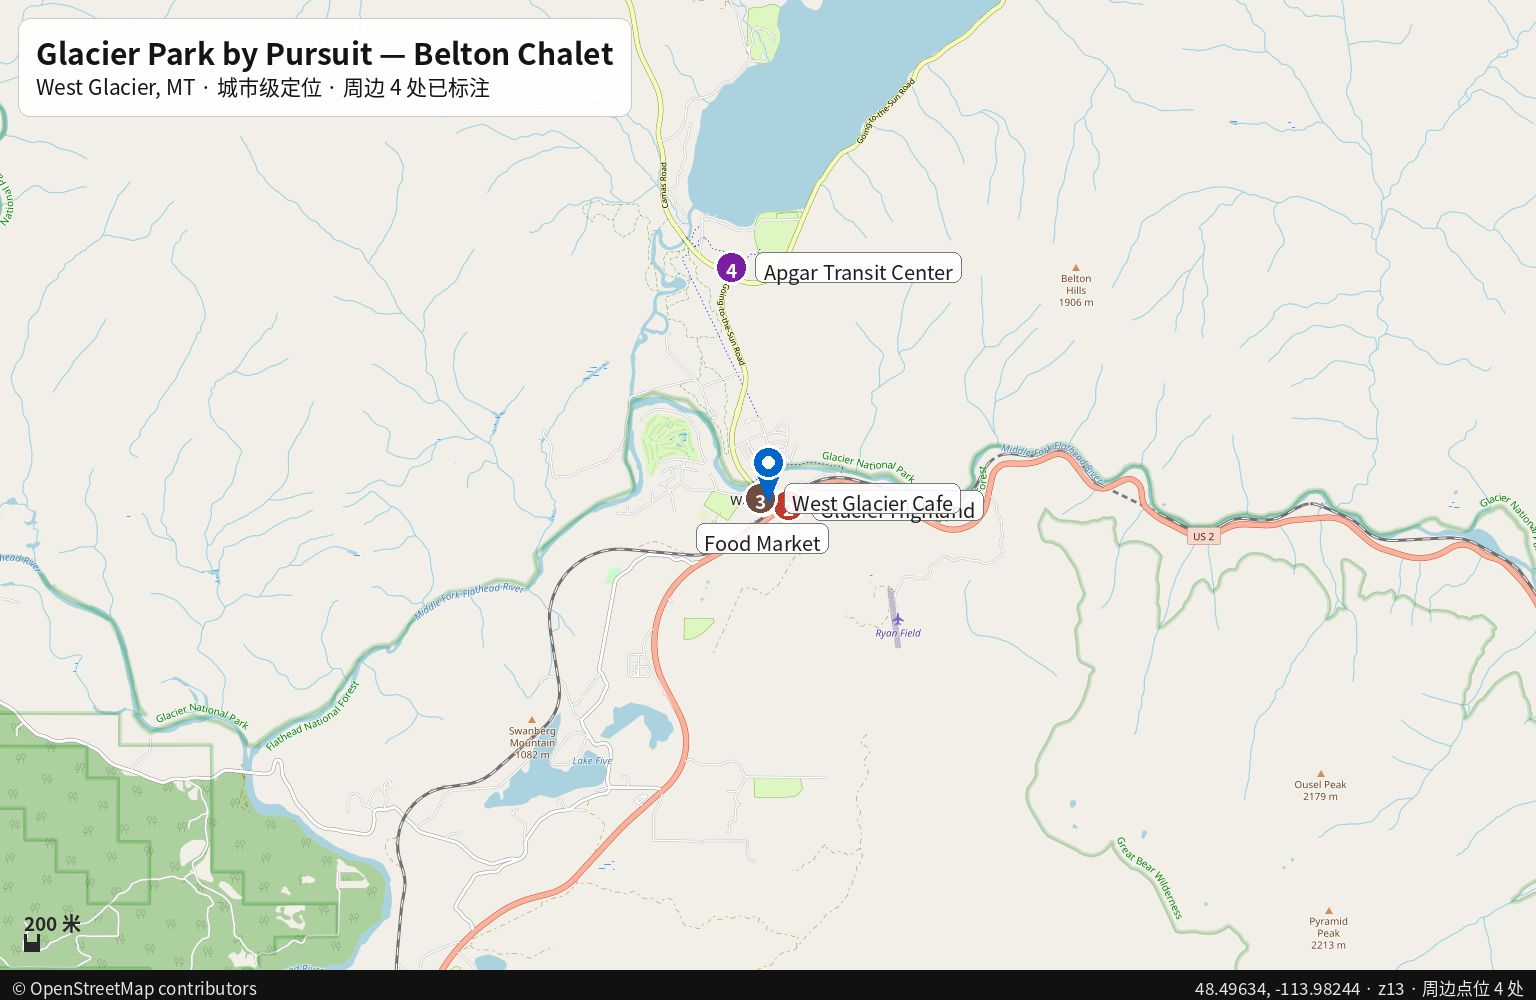 Glacier Park by Pursuit — Belton Chalet
West Glacier, MT · 城市级定位 · 周边 4 处已标注
Going-to-the-Sun Road
Camas Road
4
Apgar Transit Center
Belton
Hills
1906 m
Going-to-the-Sun Road
Glacier National Park
Middle Fork Flathead River
3
West Glacier Cafe
Glacier Highland
Food Market
Forest
US 2
Middle Fork Flathead River
Ryan Field
Glacier National Park
Flathead National Forest
Swanberg
Mountain
1082 m
Lake Five
Ousel Peak
2179 m
Great Bear Wilderness
Pyramid
Peak
2213 m
200 米
© OpenStreetMap contributors
48.49634, -113.98244 · z13 · 周边点位 4 处